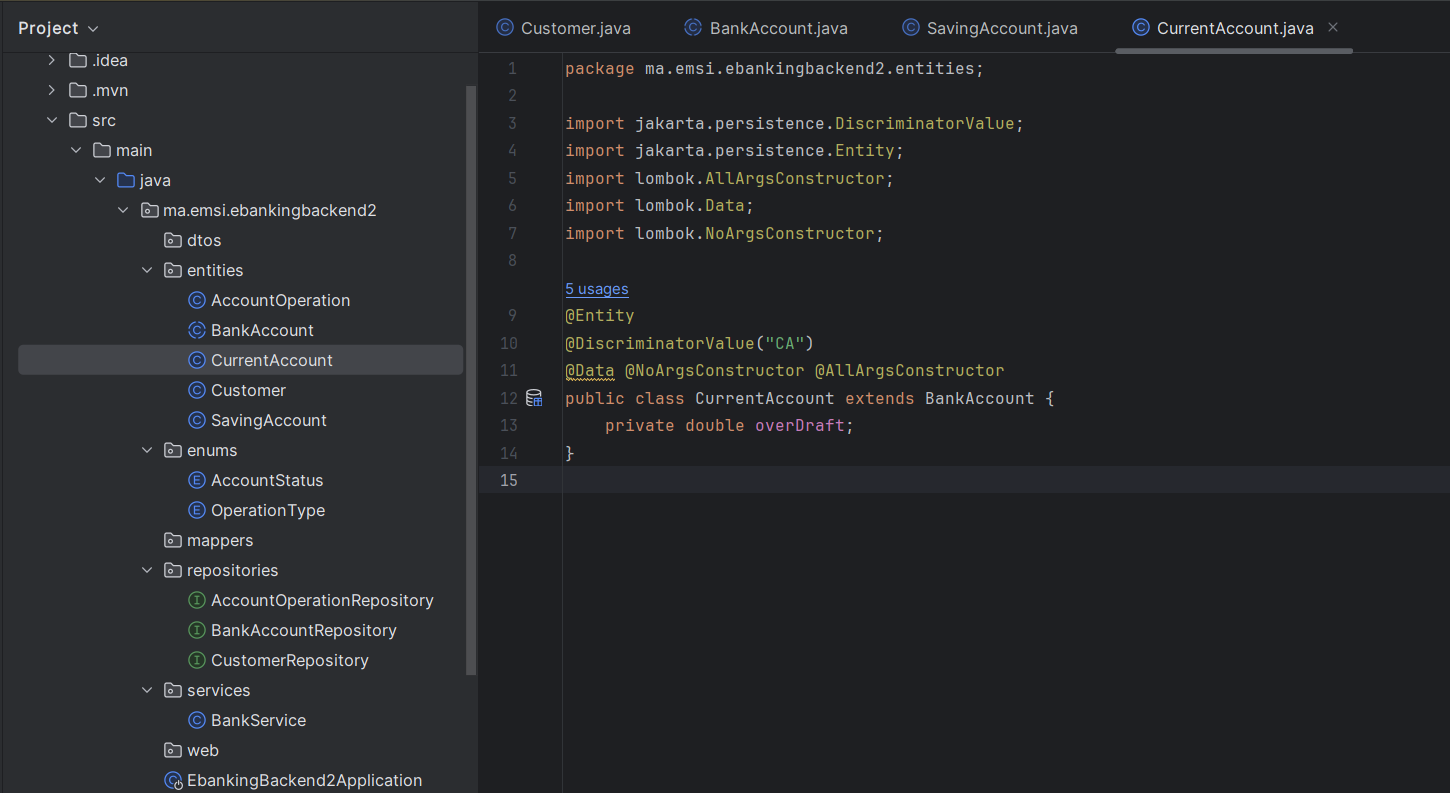 Project
.idea
.mvn
src
main
java
ma.emsi.ebankingbackend2
dtos
entities
AccountOperation
BankAccount
CurrentAccount
Customer
SavingAccount
enums
AccountStatus
OperationType
mappers
repositories
AccountOperationRepository
BankAccountRepository
CustomerRepository
services
BankService
web
EbankingBackend2Application
Customer.java BankAccount.java SavingAccount.java CurrentAccount.java
1 package ma.emsi.ebankingbackend2.entities;
2
3 import jakarta.persistence.DiscriminatorValue;
4 import jakarta.persistence.Entity;
5 import lombok.AllArgsConstructor;
6 import lombok.Data;
7 import lombok.NoArgsConstructor;
8
5 usages
9 @Entity
10 @DiscriminatorValue("CA")
11 @Data @NoArgsConstructor @AllArgsConstructor
12 public class CurrentAccount extends BankAccount {
13 private double overDraft;
14 }
15